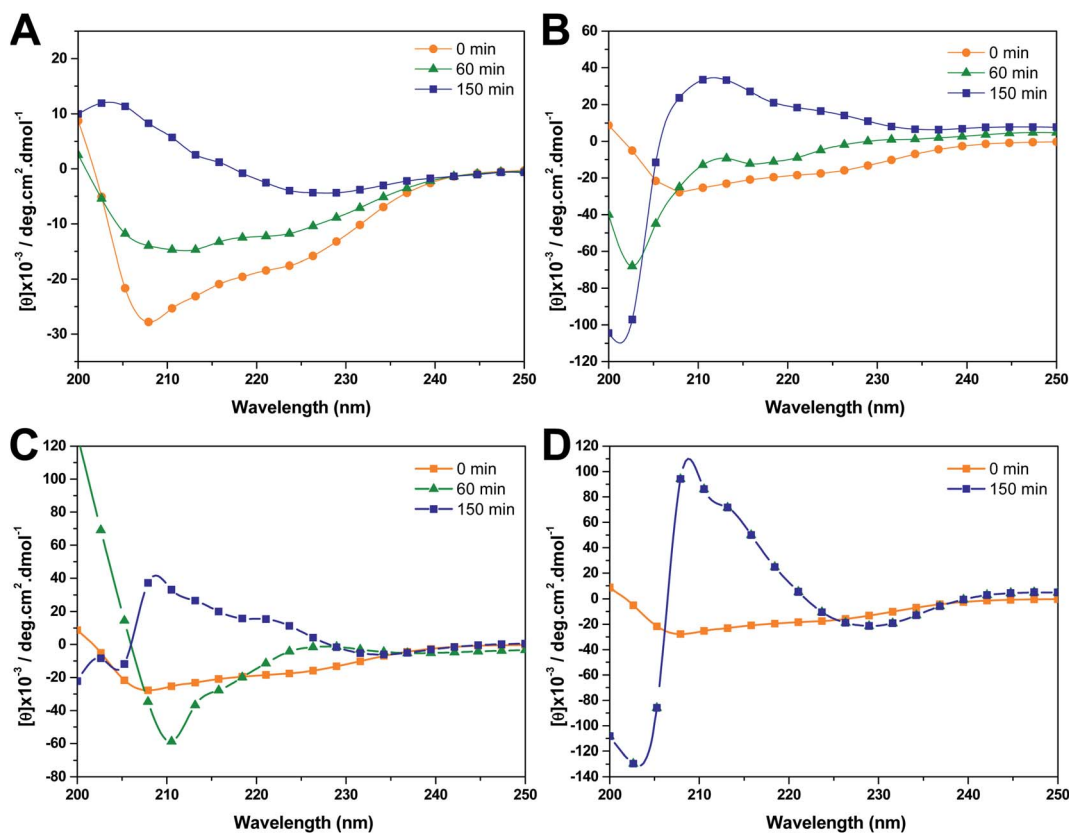 A
0 min
60 min
150 min
20
10
0
-10
-20
-30
[θ]x10⁻³ / deg.cm².dmol⁻¹
200 210 220 230 240 250
Wavelength (nm)
B
0 min
60 min
150 min
60
40
20
0
-20
-40
-60
-80
-100
-120
[θ]x10⁻³ / deg.cm².dmol⁻¹
200 210 220 230 240 250
Wavelength (nm)
C
0 min
60 min
150 min
120
100
80
60
40
20
0
-20
-40
-60
-80
[θ]x10⁻³ / deg.cm².dmol⁻¹
200 210 220 230 240 250
Wavelength (nm)
D
0 min
150 min
120
100
80
60
40
20
0
-20
-40
-60
-80
-100
-120
-140
[θ]x10⁻³ / deg.cm².dmol⁻¹
200 210 220 230 240 250
Wavelength (nm)